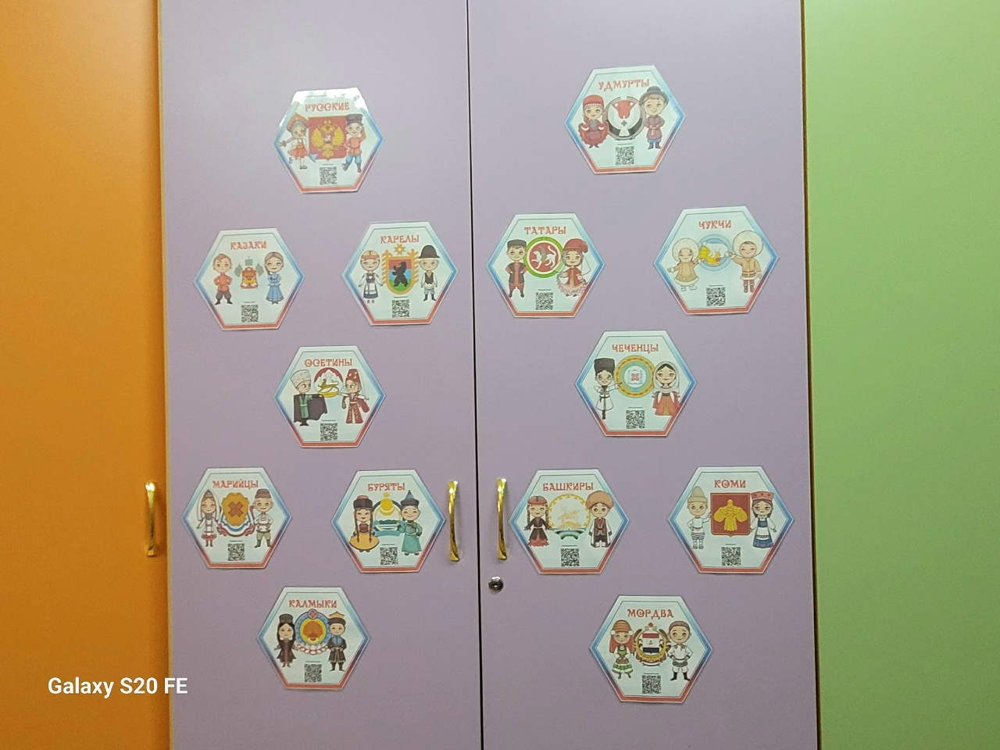 РУССКИЕ
УДМУРТЫ
КАЗАКИ
КАРЕЛЫ
ТАТАРЫ
ЧУКЧИ
ОСЕТИНЫ
ЧЕЧЕНЦЫ
МАРИЙЦЫ
БУРЯТЫ
БАШКИРЫ
КОМИ
КАЛМЫКИ
МОРДВА
Galaxy S20 FE